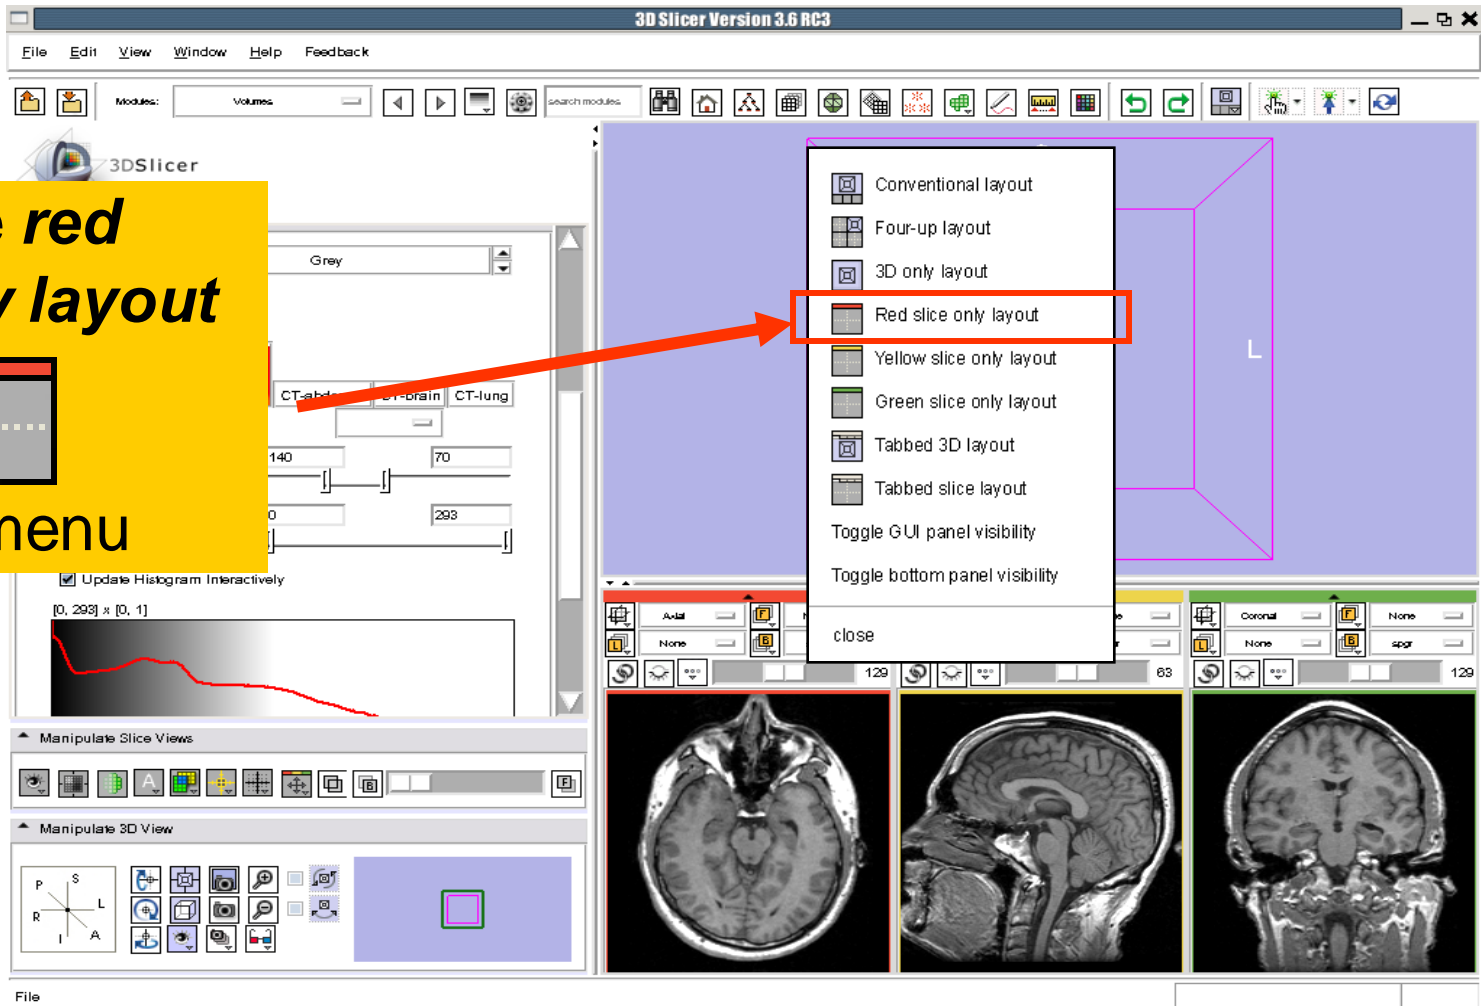 3D Slicer Version 3.6 RC3
File Edit View Window Help Feedback
Modules: Volumes search modules
3DSlicer
red
layout
menu
Grey
CT-brain CT-lung
140 70
0 293
Update Histogram Interactively
[0, 293] x [0, 1]
Manipulate Slice Views
A B F
Manipulate 3D View
P S
R L
I A
Conventional layout
Four-up layout
3D only layout
Red slice only layout
Yellow slice only layout
Green slice only layout
Tabbed 3D layout
Tabbed slice layout
Toggle GUI panel visibility
Toggle bottom panel visibility
close
L
Axial F
L None B
129
63
Coronal F None
L None B spgr
129
File